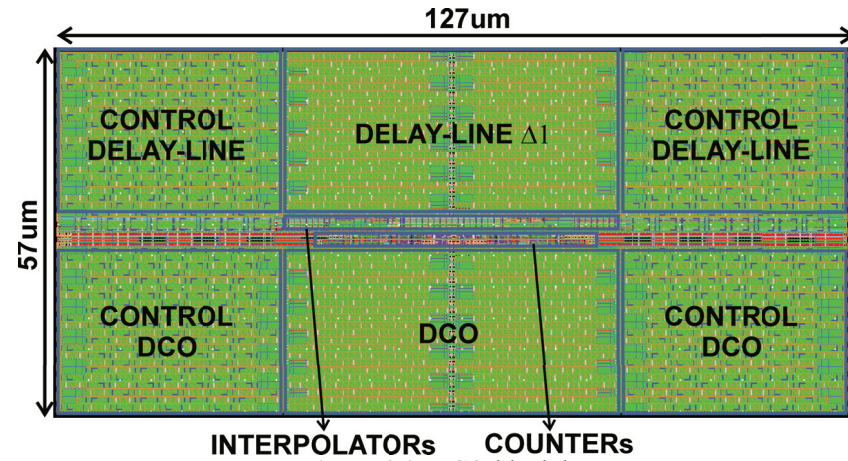 127um
57um
CONTROL
DELAY-LINE
DELAY-LINE Δ1
CONTROL
DELAY-LINE
CONTROL
DCO
DCO
CONTROL
DCO
INTERPOLATORs
COUNTERs